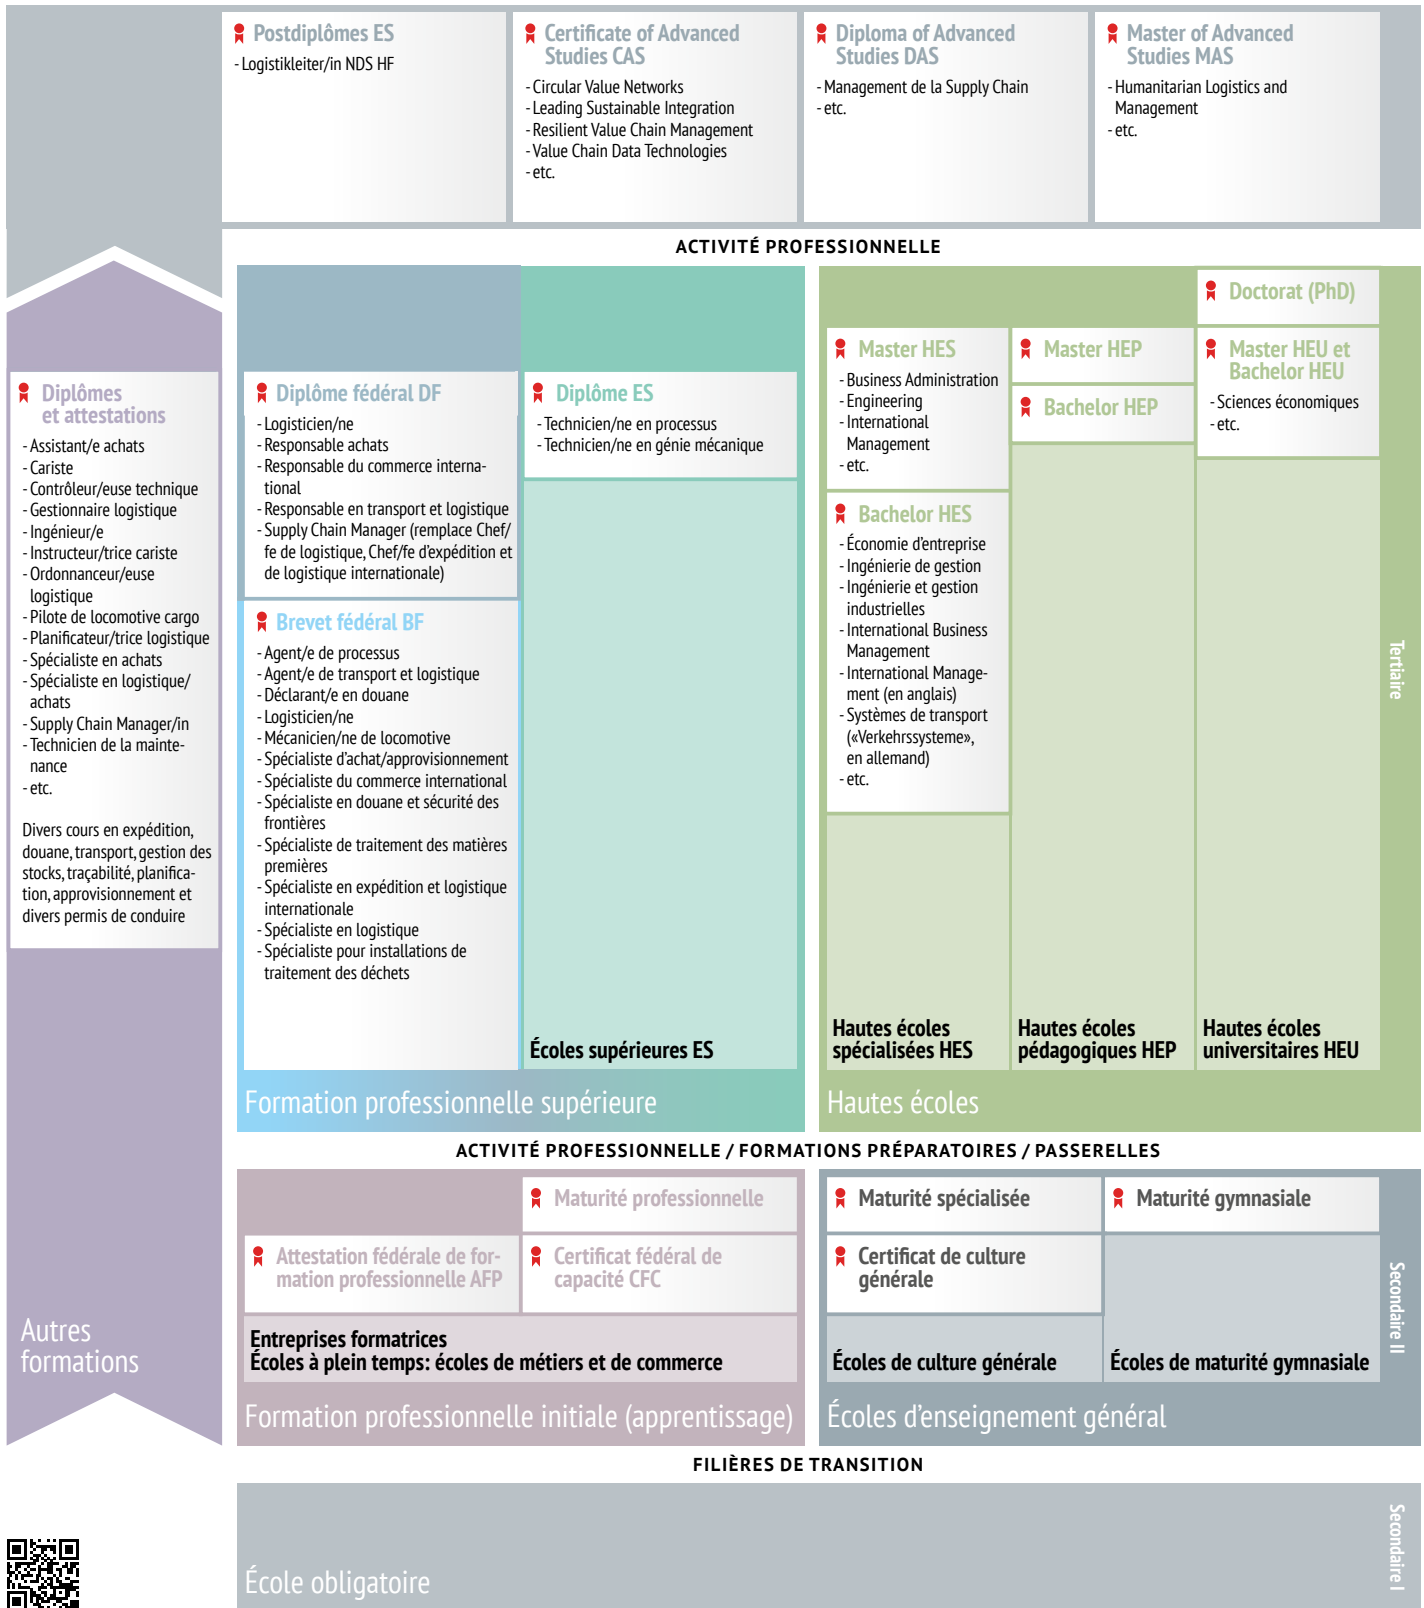 Postdiplômes ES
- Logistikleiter/in NDS HF
Certificate of Advanced
Studies CAS
- Circular Value Networks
- Leading Sustainable Integration
- Resilient Value Chain Management
- Value Chain Data Technologies
- etc.
Diploma of Advanced
Studies DAS
- Management de la Supply Chain
- etc.
Master of Advanced
Studies MAS
- Humanitarian Logistics and
Management
- etc.
ACTIVITÉ PROFESSIONNELLE
Diplômes
et attestations
- Assistant/e achats
- Cariste
- Contrôleur/euse technique
- Gestionnaire logistique
- Ingénieur/e
- Instructeur/trice cariste
- Ordonnanceur/euse
logistique
- Pilote de locomotive cargo
- Planificateur/trice logistique
- Spécialiste en achats
- Spécialiste en logistique/
achats
- Supply Chain Manager/in
- Technicien de la mainte-
nance
- etc.
Divers cours en expédition,
douane, transport, gestion des
stocks, traçabilité, planifica-
tion, approvisionnement et
divers permis de conduire
Autres
formations
Diplôme fédéral DF
- Logisticien/ne
- Responsable achats
- Responsable du commerce interna-
tional
- Responsable en transport et logistique
- Supply Chain Manager (remplace Chef/
fe de logistique, Chef/fe d'expédition et
de logistique internationale)
Brevet fédéral BF
- Agent/e de processus
- Agent/e de transport et logistique
- Déclarant/e en douane
- Logisticien/ne
- Mécanicien/ne de locomotive
- Spécialiste d'achat/approvisionnement
- Spécialiste du commerce international
- Spécialiste en douane et sécurité des
frontières
- Spécialiste de traitement des matières
premières
- Spécialiste en expédition et logistique
internationale
- Spécialiste en logistique
- Spécialiste pour installations de
traitement des déchets
Diplôme ES
- Technicien/ne en processus
- Technicien/ne en génie mécanique
Écoles supérieures ES
Formation professionnelle supérieure
Master HES
- Business Administration
- Engineering
- International
Management
- etc.
Bachelor HES
- Économie d'entreprise
- Ingénierie de gestion
- Ingénierie et gestion
industrielles
- International Business
Management
- International Manage-
ment (en anglais)
- Systèmes de transport
(«Verkehrssysteme»,
en allemand)
- etc.
Hautes écoles
spécialisées HES
Master HEP
Bachelor HEP
Hautes écoles
pédagogiques HEP
Doctorat (PhD)
Master HEU et
Bachelor HEU
- Sciences économiques
- etc.
Hautes écoles
universitaires HEU
Hautes écoles
Tertiaire
ACTIVITÉ PROFESSIONNELLE / FORMATIONS PRÉPARATOIRES / PASSERELLES
Maturité professionnelle
Attestation fédérale de for-
mation professionnelle AFP
Certificat fédéral de
capacité CFC
Entreprises formatrices
Écoles à plein temps: écoles de métiers et de commerce
Formation professionnelle initiale (apprentissage)
Maturité spécialisée
Certificat de culture
générale
Écoles de culture générale
Maturité gymnasiale
Écoles de maturité gymnasiale
Écoles d'enseignement général
Secondaire II
FILIÈRES DE TRANSITION
École obligatoire
Secondaire I